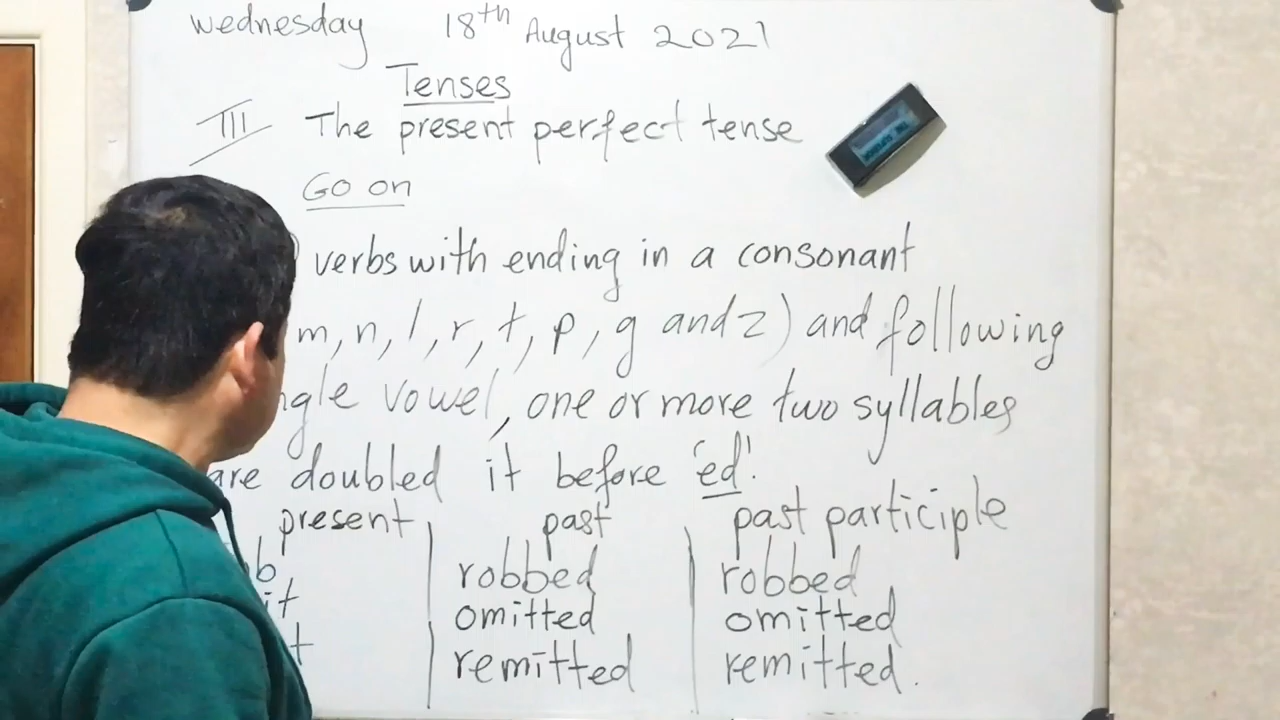 wednesday 18th August 2021
Tenses
III The present perfect tense
Go on
) verbs with ending in a consonant
m, n, l, r, t, p, g and z) and following
ngle vowel, one or more two syllables
are doubled it before 'ed'.
present past past participle
b robbed robbed
it omitted omitted
t remitted remitted.